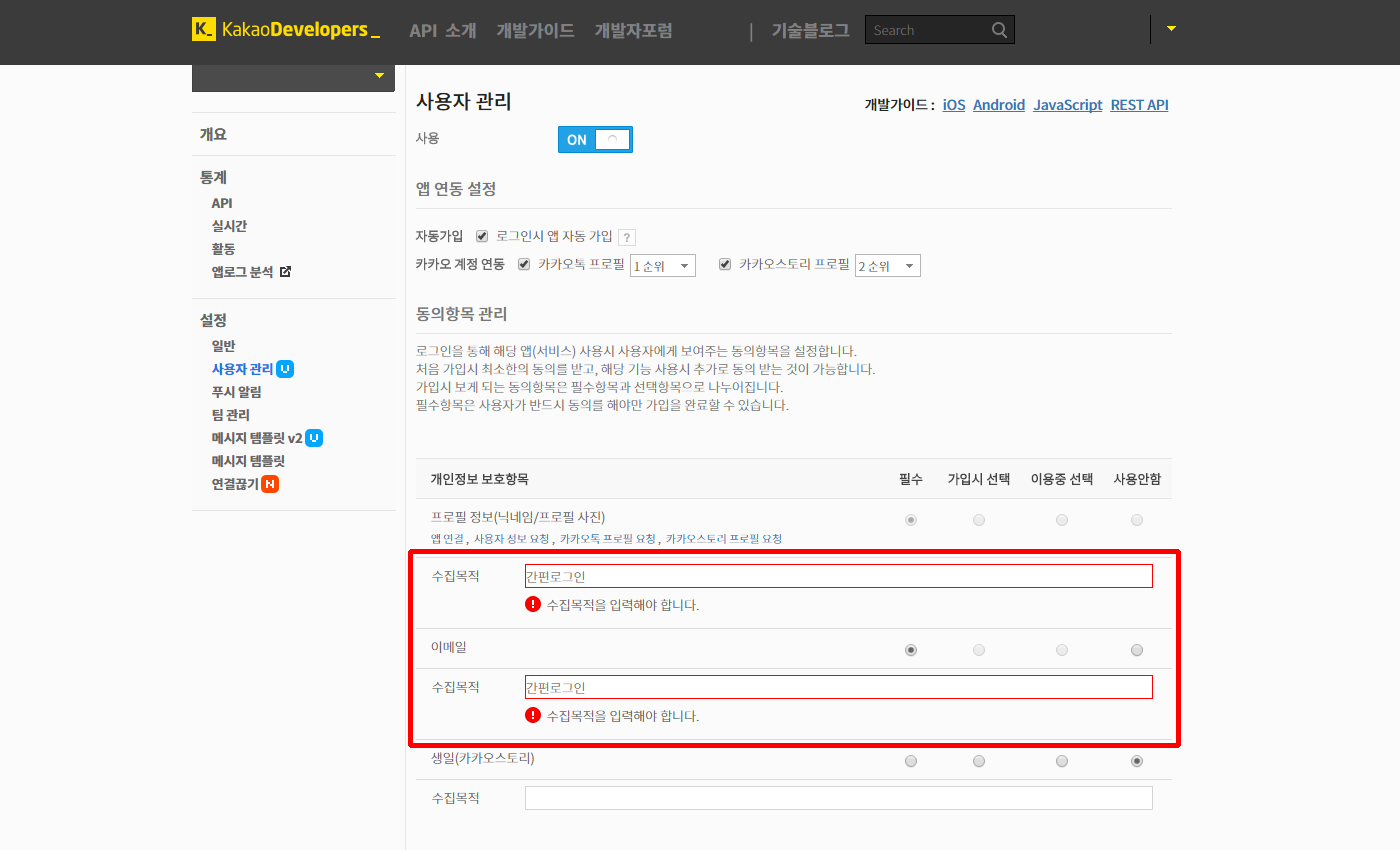 K_ KakaoDevelopers_ API 소개 개발가이드 개발자포럼 | 기술블로그 Search
사용자 관리 개발가이드 : iOS Android JavaScript REST API
사용 ON
개요
통계
API
실시간
활동
앱로그 분석
설정
일반
사용자 관리 U
푸시 알림
팀 관리
메시지 템플릿 v2 U
메시지 템플릿
연결끊기 N
앱 연동 설정
자동가입 로그인시 앱 자동 가입 ?
카카오 계정 연동 카카오톡 프로필 1 순위 카카오스토리 프로필 2 순위
동의항목 관리
로그인을 통해 해당 앱(서비스) 사용시 사용자에게 보여주는 동의항목을 설정합니다.
처음 가입시 최소한의 동의를 받고, 해당 기능 사용시 추가로 동의 받는 것이 가능합니다.
가입시 보게 되는 동의항목은 필수항목과 선택항목으로 나누어집니다.
필수항목은 사용자가 반드시 동의를 해야만 가입을 완료할 수 있습니다.
개인정보 보호항목 필수 가입시 선택 이용중 선택 사용안함
프로필 정보(닉네임/프로필 사진)
앱 연결 , 사용자 정보 요청 , 카카오톡 프로필 요청 , 카카오스토리 프로필 요청
수집목적 간편로그인
! 수집목적을 입력해야 합니다.
이메일
수집목적 간편로그인
! 수집목적을 입력해야 합니다.
생일(카카오스토리)
수집목적